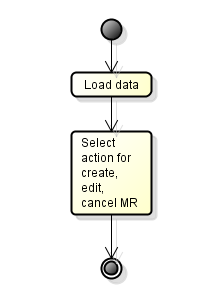 Load data
Select
action for
create,
edit,
cancel MR